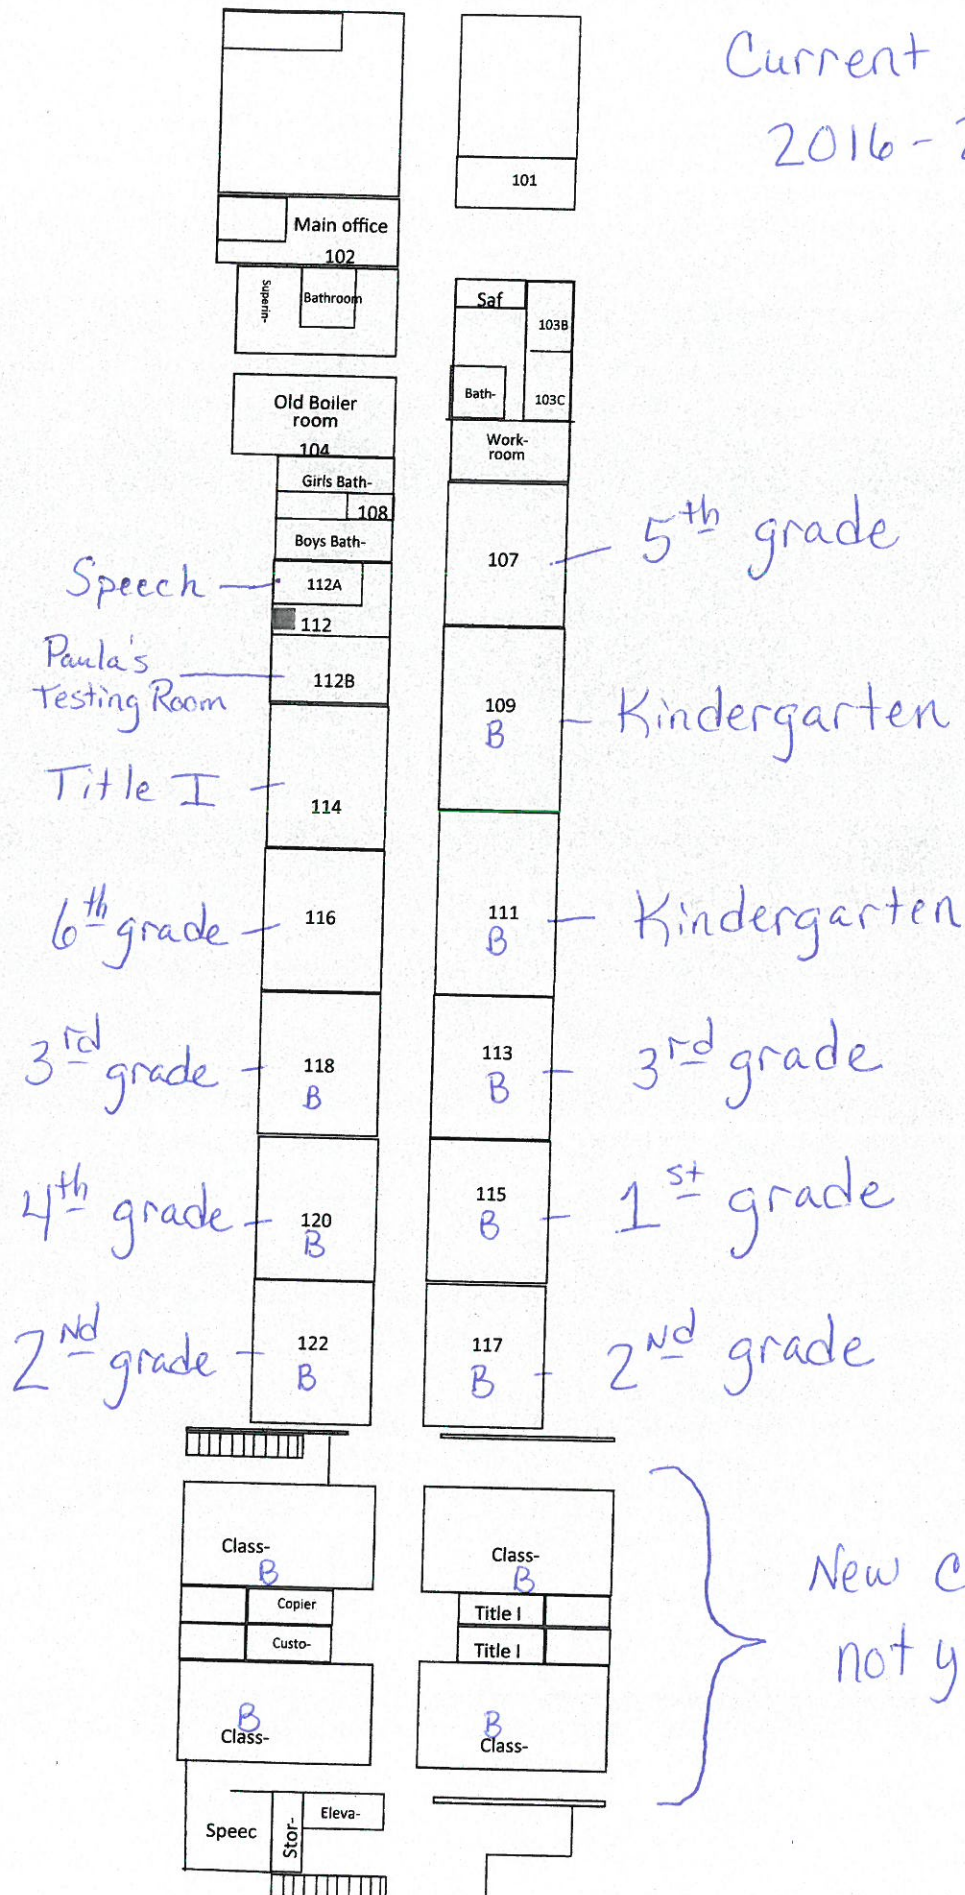 Current
2016 - 2
101
Main office
102
Superin-
Bathroom
Saf
103B
Bath-
103C
Old Boiler
room
104
Work-
room
Girls Bath-
108
Boys Bath-
107
5th grade
Speech
112A
112
Paula's
Testing Room
112B
109
B
Kindergarten
Title I
114
6th grade
116
111
B
Kindergarten
3rd grade
118
B
113
B
3rd grade
4th grade
120
B
115
B
1st grade
2nd grade
122
B
117
B
2nd grade
Class-
B
Class-
B
Copier
Title I
Custo-
Title I
New C
not y
B
Class-
B
Class-
Speec
Stor-
Eleva-